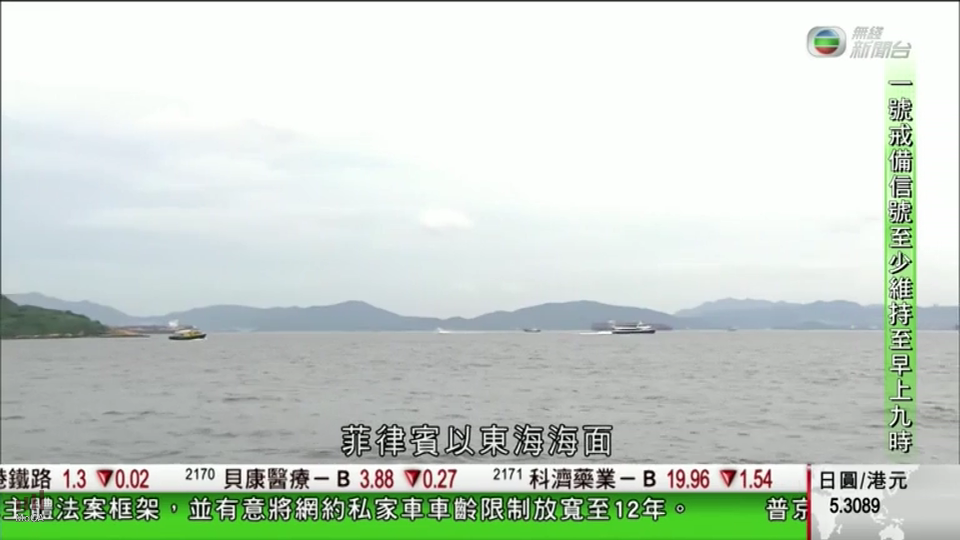 無綫
新聞台
一號戒備信號至少維持至早上九時
菲律賓以東海海面
港鐵路 1.3 ▼0.02 2170 貝康醫療－B 3.88 ▼0.27 2171 科濟藥業－B 19.96 ▼1.54
日圓/港元
5.3089
主體法案框架，並有意將網約私家車車齡限制放寬至12年。 普京